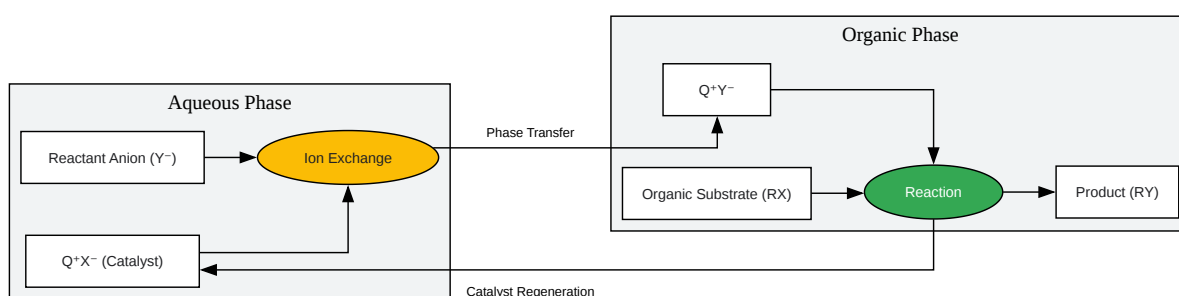 Organic Phase
Q⁺Y⁻
Aqueous Phase
Phase Transfer
Reactant Anion (Y⁻)
Ion Exchange
Organic Substrate (RX)
Reaction
Product (RY)
Q⁺X⁻ (Catalyst)
Catalyst Regeneration